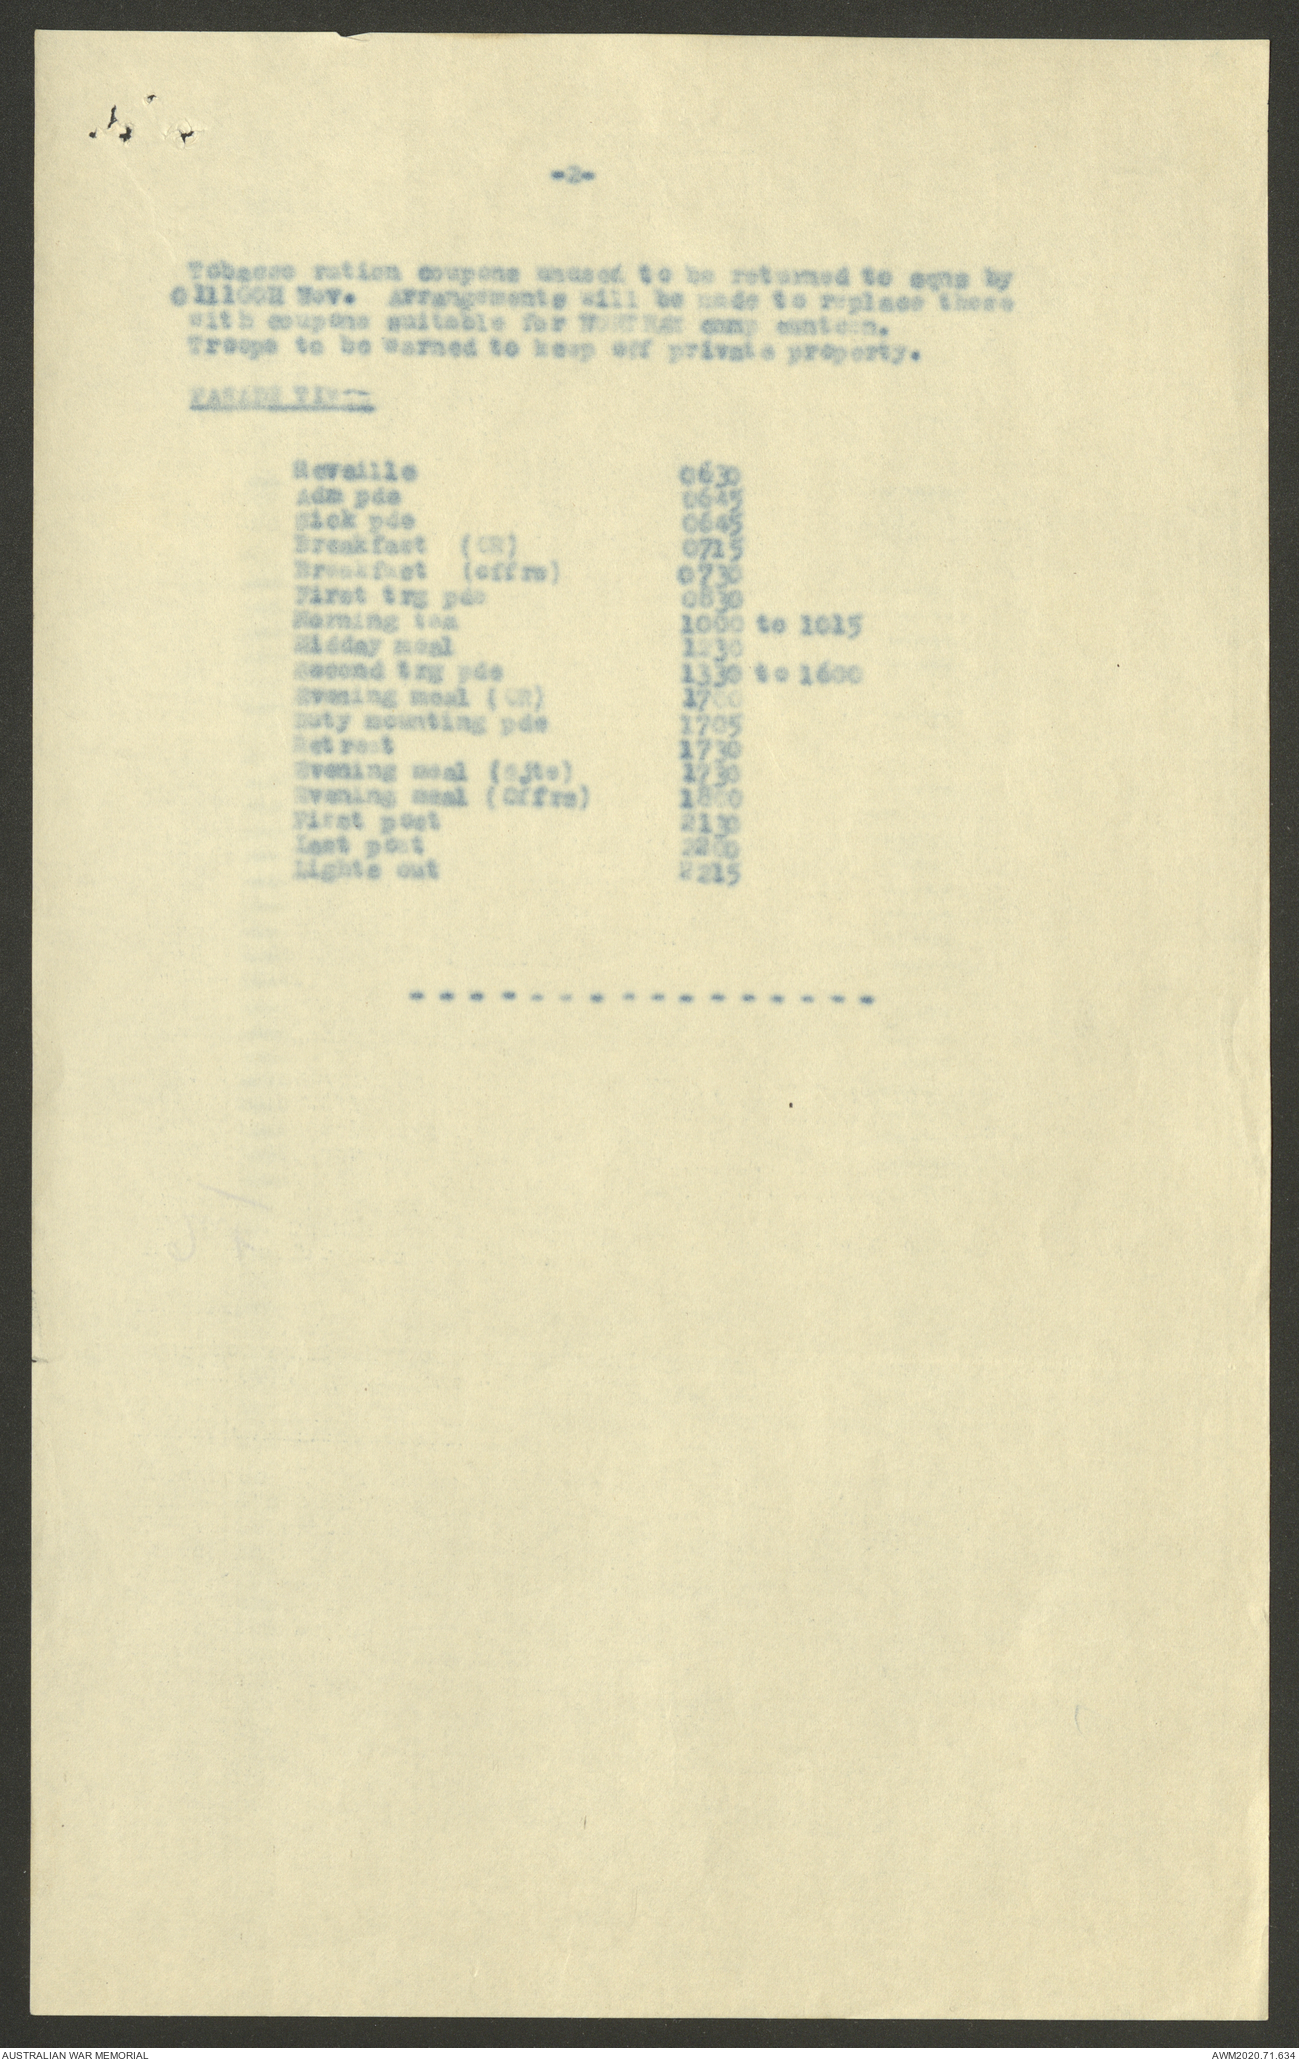 -2-
Tobacco ration coupons unused to be returned to sqns by
011100H Nov. Arrangements will be made to replace these
with coupons suitable for camp canteen.
Troops to be warned to keep off private property.
PARADE TIMES
Reveille 0630
Adm pde 0645
Sick pde 0645
Breakfast (OR) 0715
Breakfast (offrs) 0730
First trg pde 0830
Morning tea 1000 to 1015
Midday meal 1230
Second trg pde 1330 to 1600
Evening meal (OR) 1700
Duty mounting pde 1705
Retreat 1730
Evening meal (sjts) 1730
Evening meal (Offrs) 1800
First post 2130
Last post 2200
Lights out 2215
- - - - - - - - - - - - - - - -
AUSTRALIAN WAR MEMORIAL AWM2020.71.634